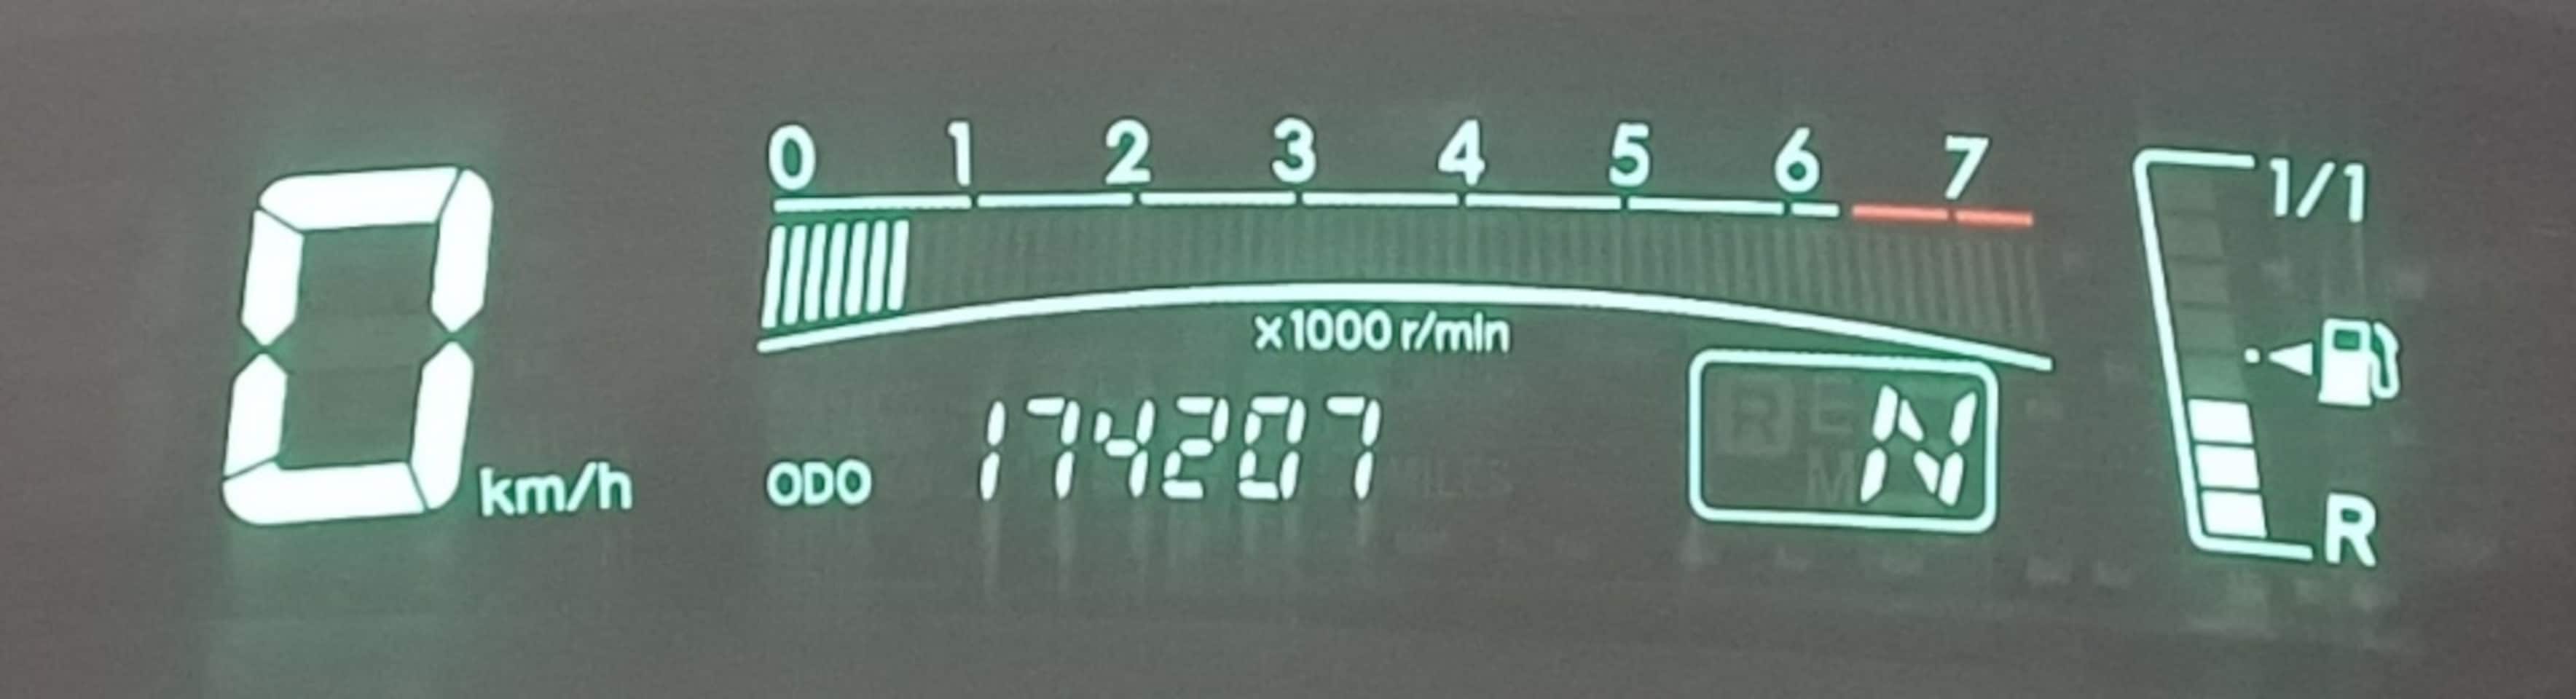 0 km/h
0 1 2 3 4 5 6 7
x1000 r/min
ODO 174207
N
1/1
R